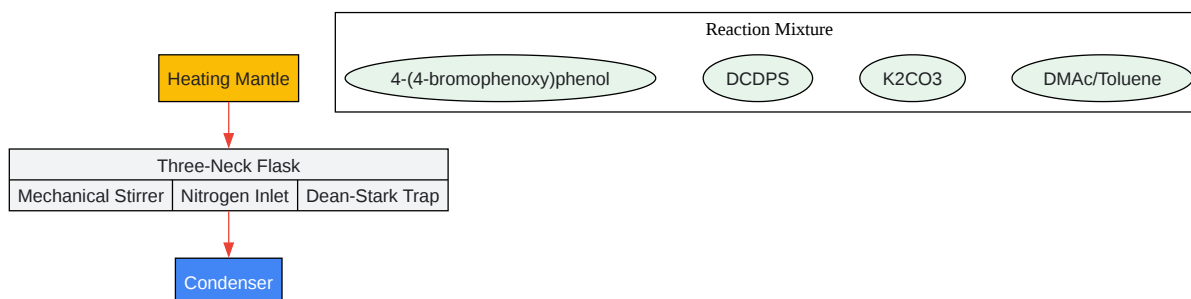 Reaction Mixture
4-(4-bromophenoxy)phenol
DCDPS
K2CO3
DMAc/Toluene
Heating Mantle
Three-Neck Flask
Mechanical Stirrer
Nitrogen Inlet
Dean-Stark Trap
Condenser